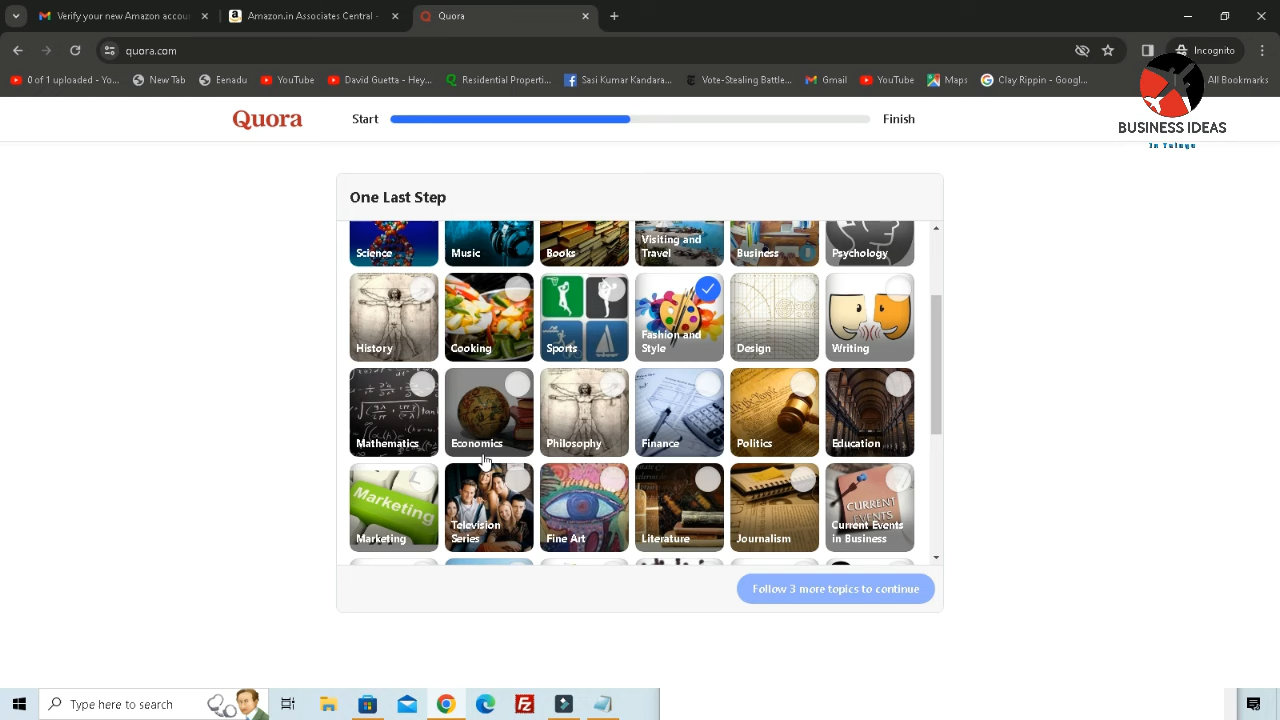 Verify your new Amazon accou
Amazon.in Associates Central -
Quora
quora.com
Incognito
0 of 1 uploaded - Yo...
New Tab
Eenadu
YouTube
David Guetta - Hey...
Residential Properti...
Sasi Kumar Kandara...
Vote-Stealing Battle...
Gmail
YouTube
Maps
Clay Rippin - Googl...
All Bookmarks
BUSINESS IDEAS
In Telugu
Quora
Start
Finish
One Last Step
Science
Music
Books
Visiting and
Travel
Business
Psychology
History
Cooking
Sports
Fashion and
Style
Design
Writing
Mathematics
Economics
Philosophy
Finance
Politics
Education
Marketing
Marketing
Television
Series
Fine Art
Literature
Journalism
CURRENT
EVENTS
Current Events
in Business
Follow 3 more topics to continue
Type here to search